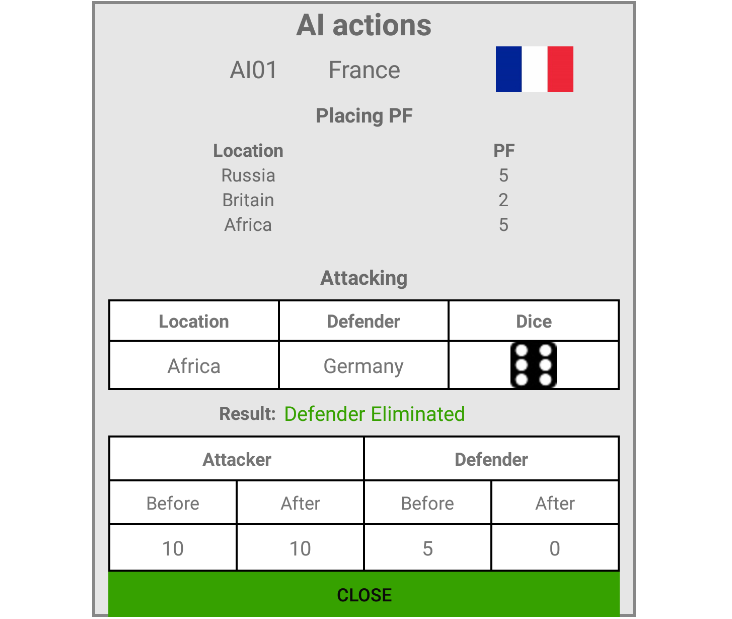 AI actions
AI01 France
Placing PF
Location PF
Russia 5
Britain 2
Africa 5
Attacking
Location Defender Dice
Africa Germany
Result: Defender Eliminated
Attacker Defender
Before After Before After
10 10 5 0
CLOSE